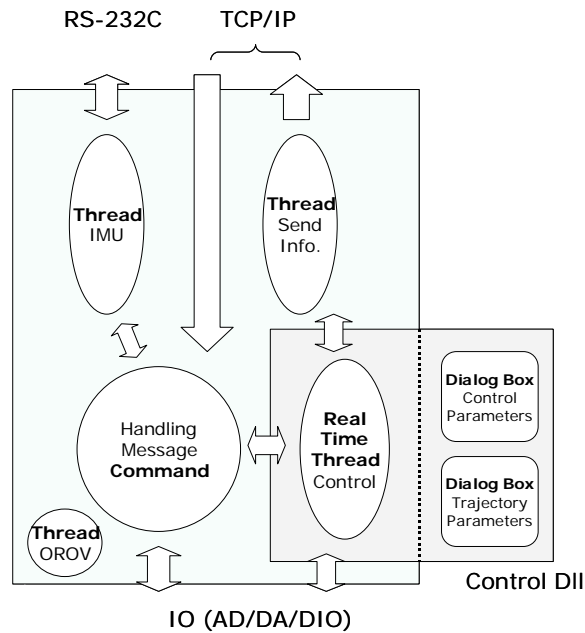 RS-232C
TCP/IP
Thread
IMU
Thread
Send
Info.
Handling
Message
Command
Real
Time
Thread
Control
Dialog Box
Control
Parameters
Dialog Box
Trajectory
Parameters
Thread
OROV
Control Dll
IO (AD/DA/DIO)